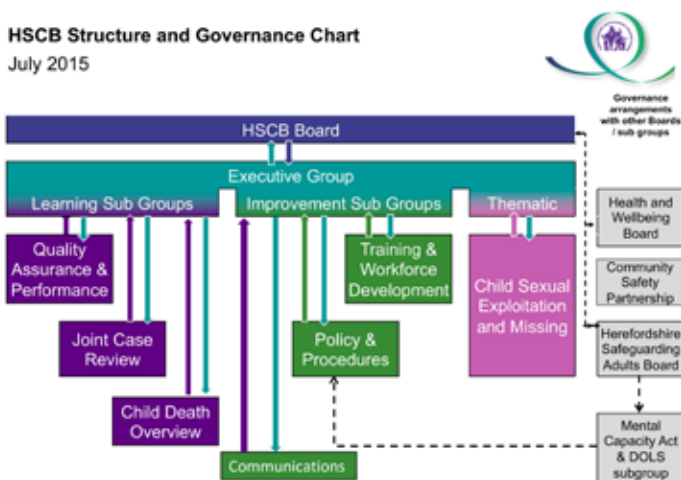 HSCB Structure and Governance Chart
July 2015
Governance
arrangements
with other Boards
/ sub groups
HSCB Board
Executive Group
Learning Sub Groups
Improvement Sub Groups
Thematic
Quality
Assurance &
Performance
Training &
Workforce
Development
Child Sexual
Exploitation
and Missing
Joint Case
Review
Policy &
Procedures
Child Death
Overview
Communications
Health and
Wellbeing
Board
Community
Safety
Partnership
Herefordshire
Safeguarding
Adults Board
Mental
Capacity Act
& DOLS
subgroup